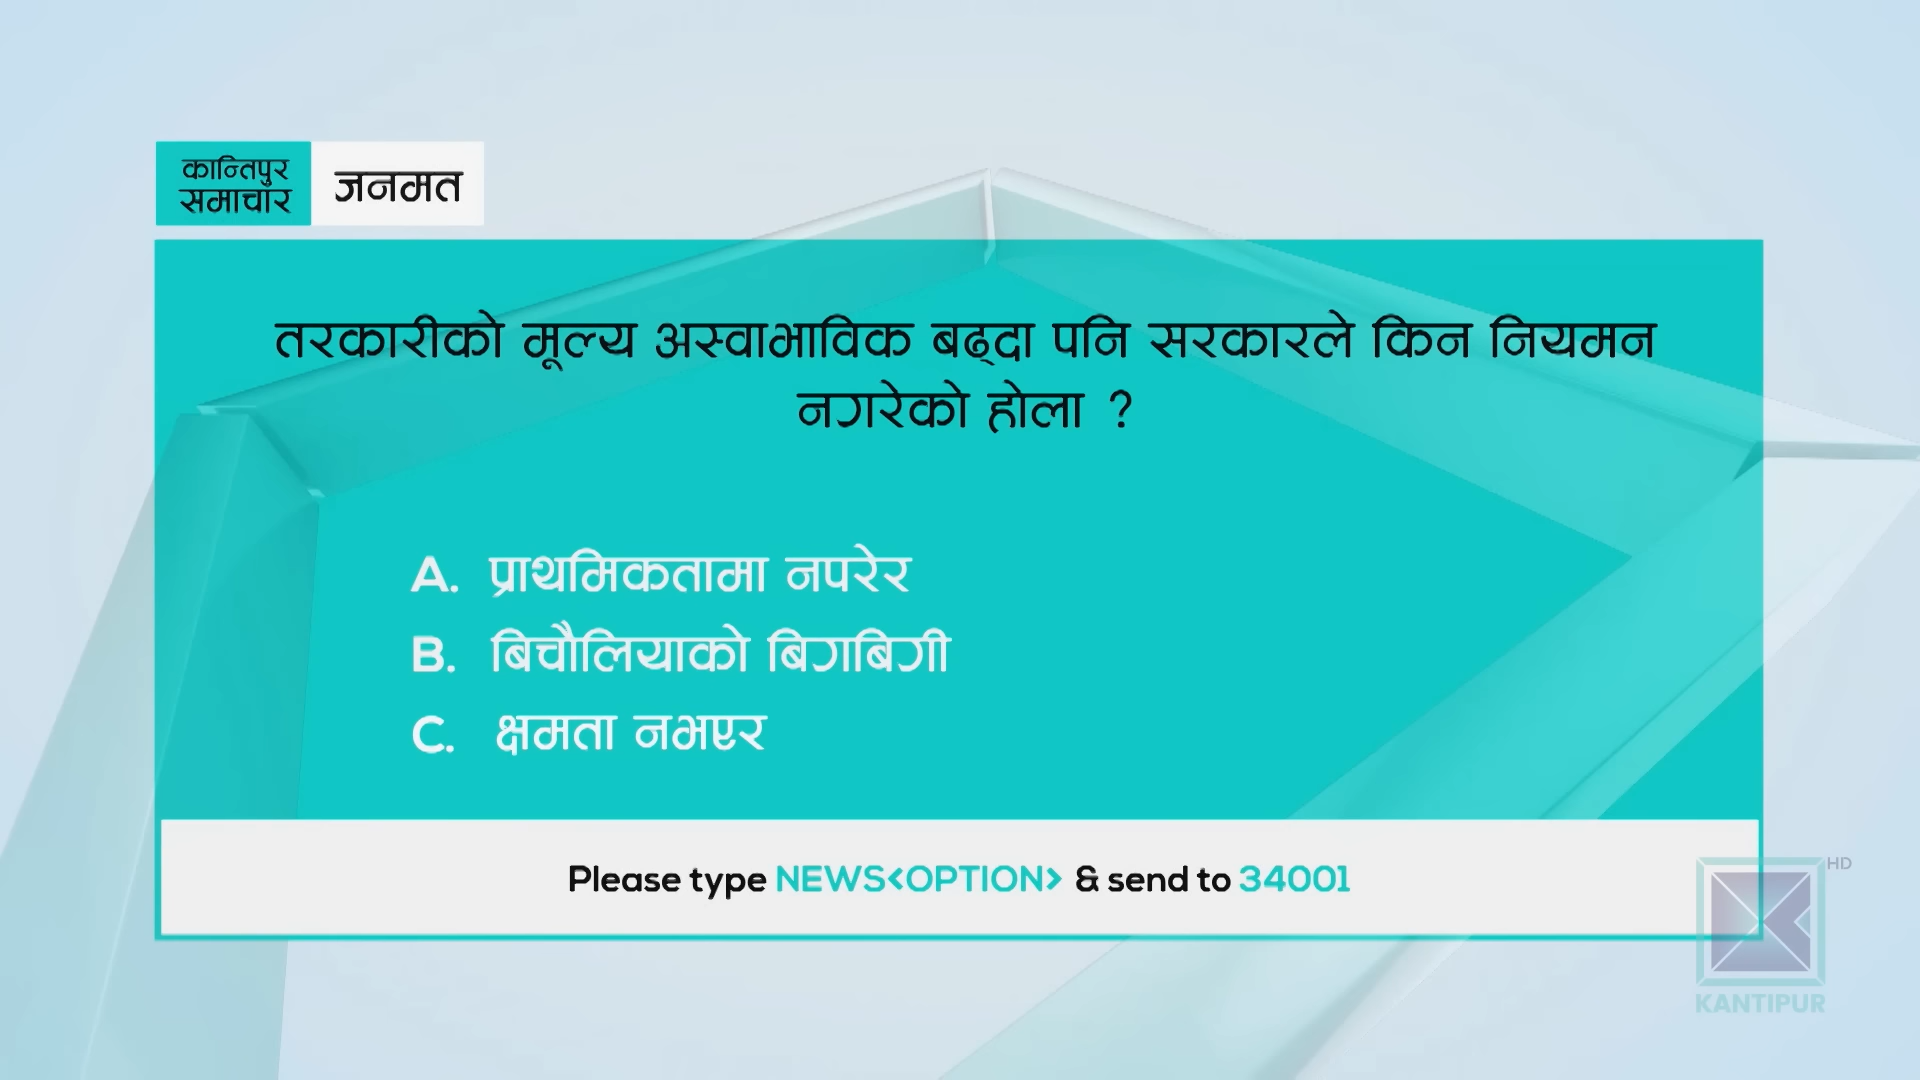 कान्तिपुर
समाचार
जनमत
तरकारीको मूल्य अस्वाभाविक बढ्दा पनि सरकारले किन नियमन
नगरेको होला ?
A. प्राथमिकतामा नपरेर
B. बिचौलियाको बिगबिगी
C. क्षमता नभएर
Please type NEWS<OPTION> & send to 34001
HD
KANTIPUR